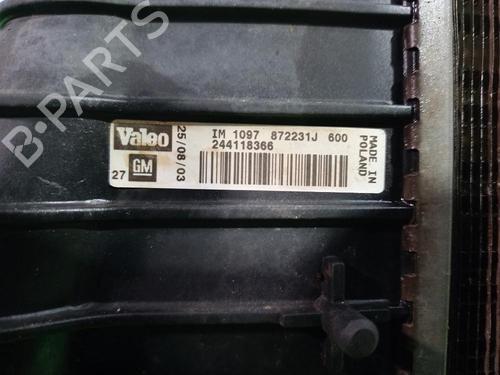 B-PARTS
Valeo
GM
27
25/08/03
IM 1097 872231J 600
244118366
MADE IN
POLAND